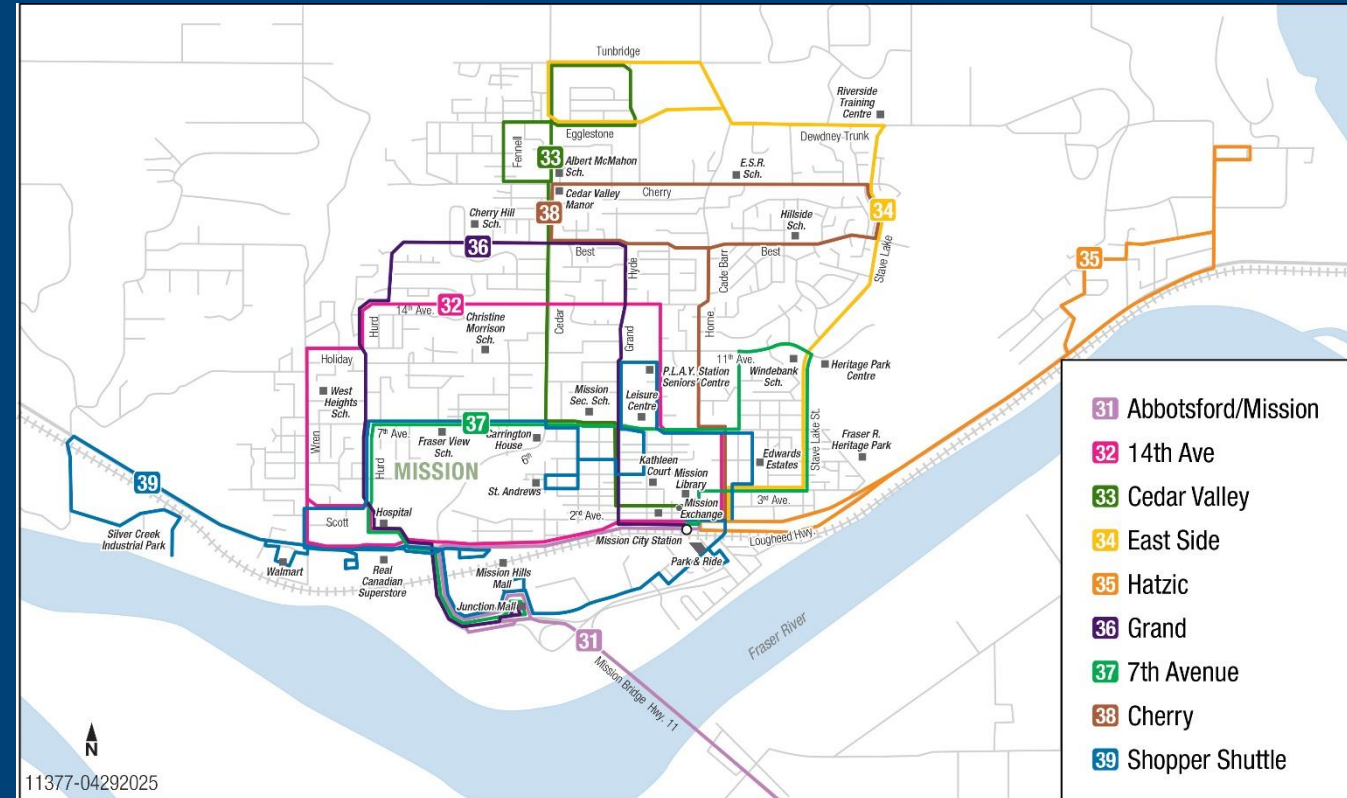 Tunbridge
Riverside
Training
Centre
Egglestone
Dewdney Trunk
Fennell
33
Albert McMahon
Sch.
E.S.R.
Sch.
Cedar Valley
Manor
Cherry
38
34
Cherry Hill
Sch.
Hillside
Sch.
36
Best
Hyde
Cade Barr
Best
Stave Lake
35
32
14th Ave.
Hurd
Christine
Morrison
Sch.
Cedar
Grand
Horne
Holiday
P.L.A.Y. Station
Seniors' Centre
11th Ave.
Windebank
Sch.
Heritage Park
Centre
West
Heights
Sch.
Mission
Sec. Sch.
Leisure
Centre
Wren
37
7th Ave.
Fraser View
Sch.
Carrington
House
6th
Stave Lake St.
Fraser R.
Heritage Park
MISSION
Hurd
Kathleen
Court
Mission
Library
Edwards
Estates
39
St. Andrews
3rd Ave.
Mission
Exchange
Scott
Hospital
2nd Ave.
Silver Creek
Industrial Park
Mission City Station
Lougheed Hwy.
Walmart
Real
Canadian
Superstore
Mission Hills
Mall
Park & Ride
Junction Mall
31
Mission Bridge Hwy. 11
Fraser River
N
11377-04292025
31 Abbotsford/Mission
32 14th Ave
33 Cedar Valley
34 East Side
35 Hatzic
36 Grand
37 7th Avenue
38 Cherry
39 Shopper Shuttle